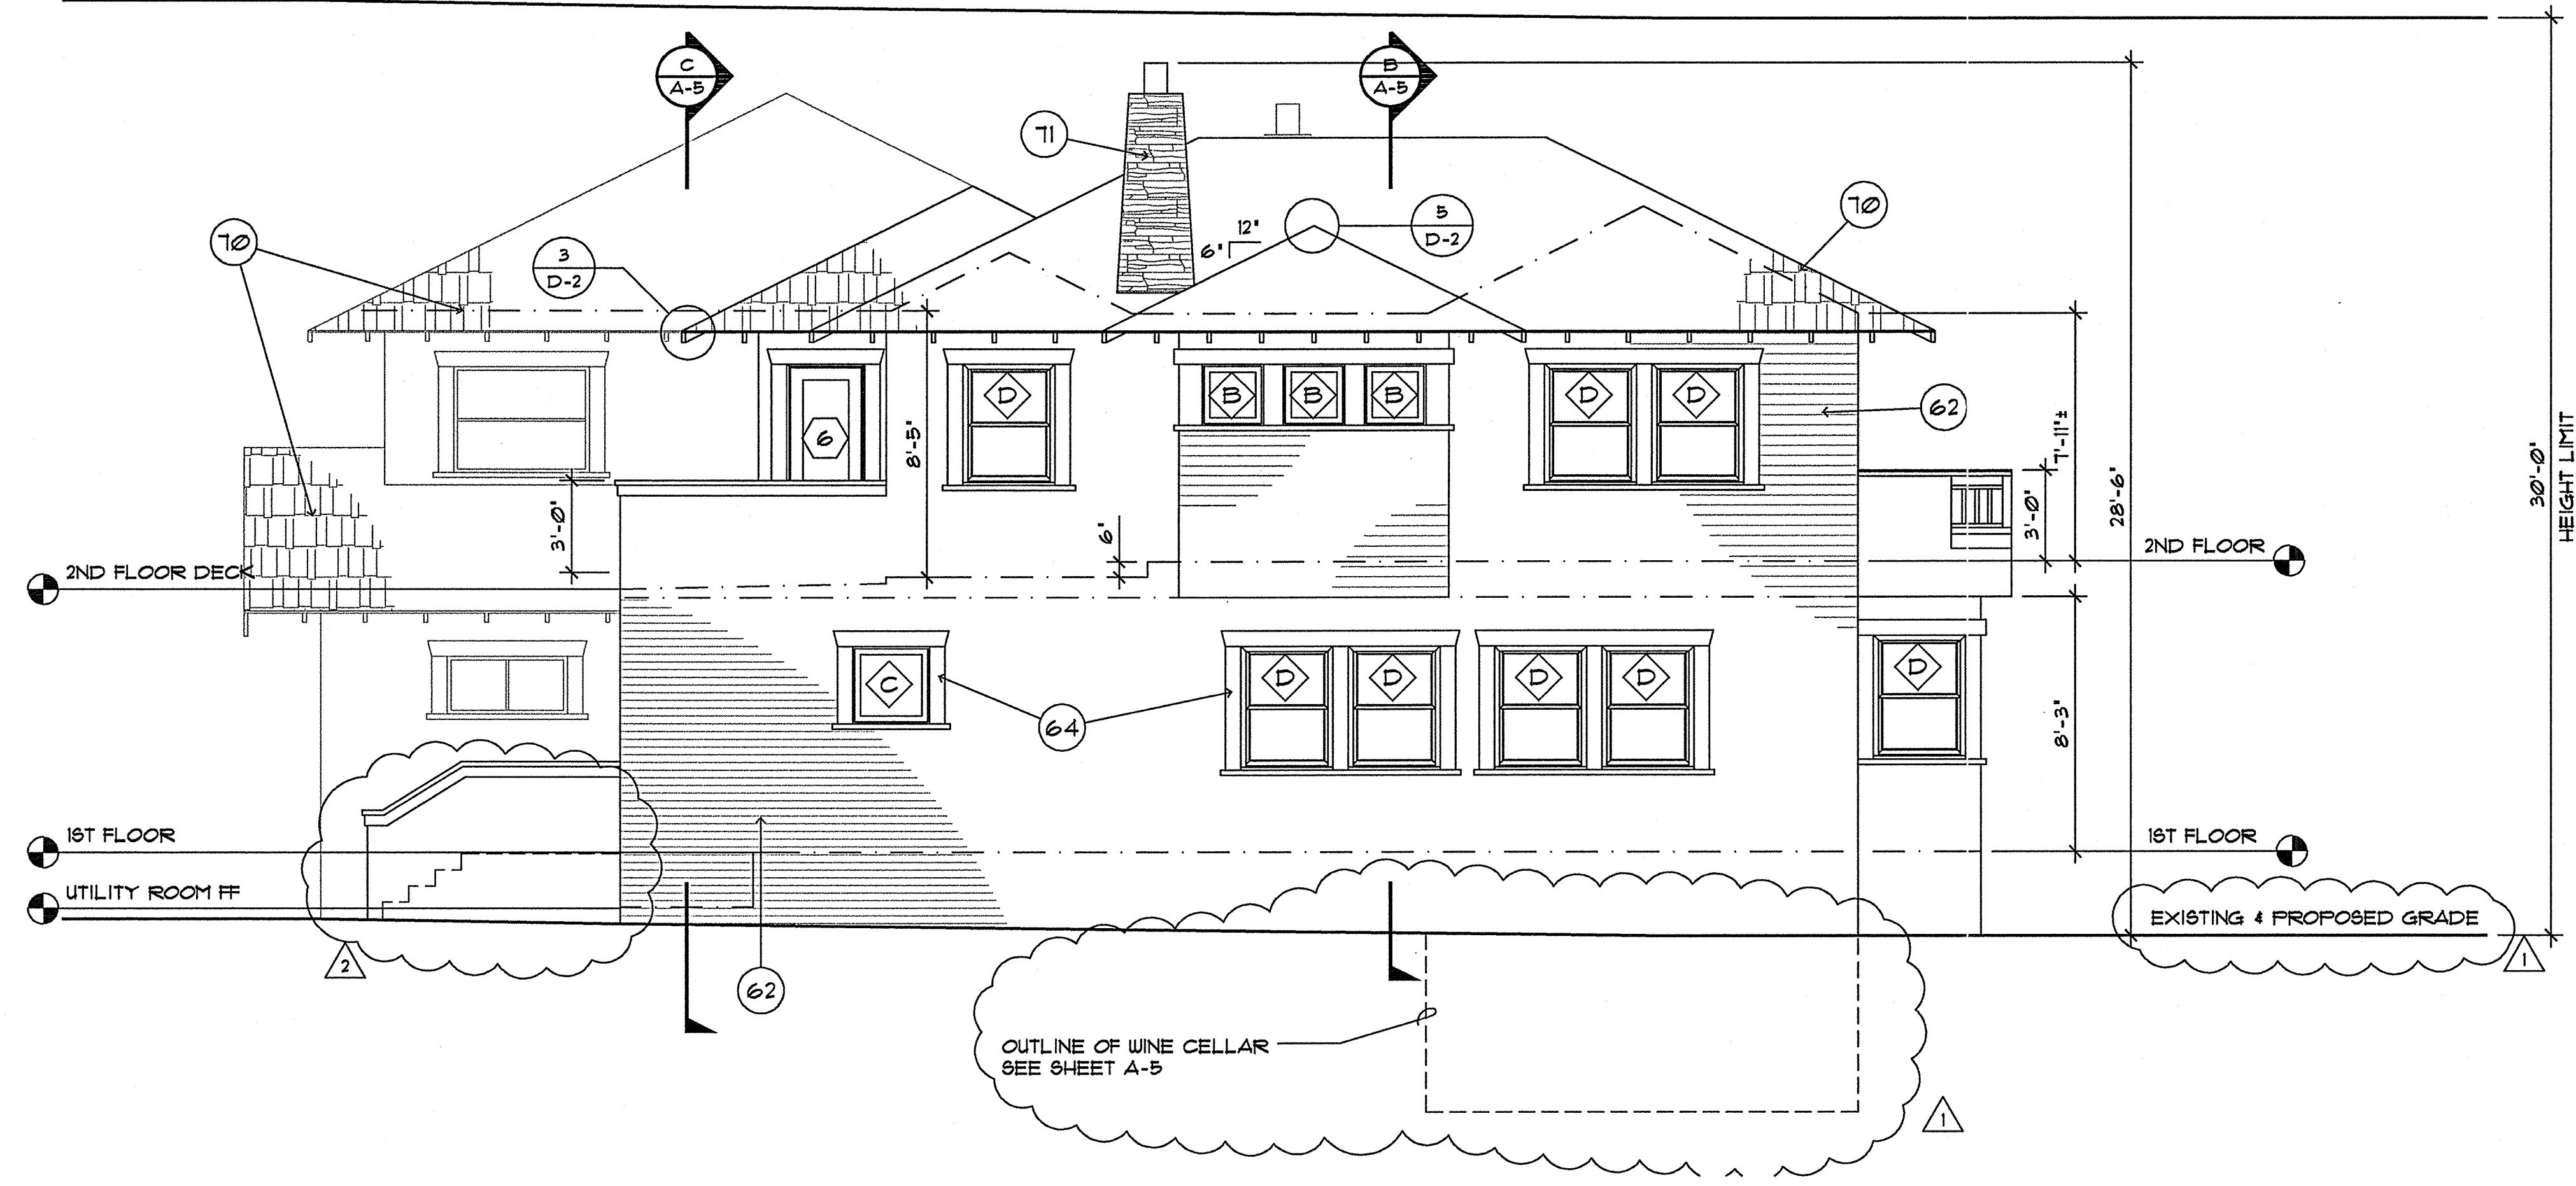 C
A-5
B
A-5
71
70
70
3
D-2
5
D-2
12"
6"
D
B
B
B
D
D
6
62
8'-5"
7'-11"±
28'-6"
30'-0"
HEIGHT LIMIT
3'-0"
6"
3'-0"
2ND FLOOR DECK
2ND FLOOR
C
D
D
D
D
D
64
8'-3"
1ST FLOOR
1ST FLOOR
UTILITY ROOM FF
EXISTING & PROPOSED GRADE
2
1
62
OUTLINE OF WINE CELLAR
SEE SHEET A-5
1